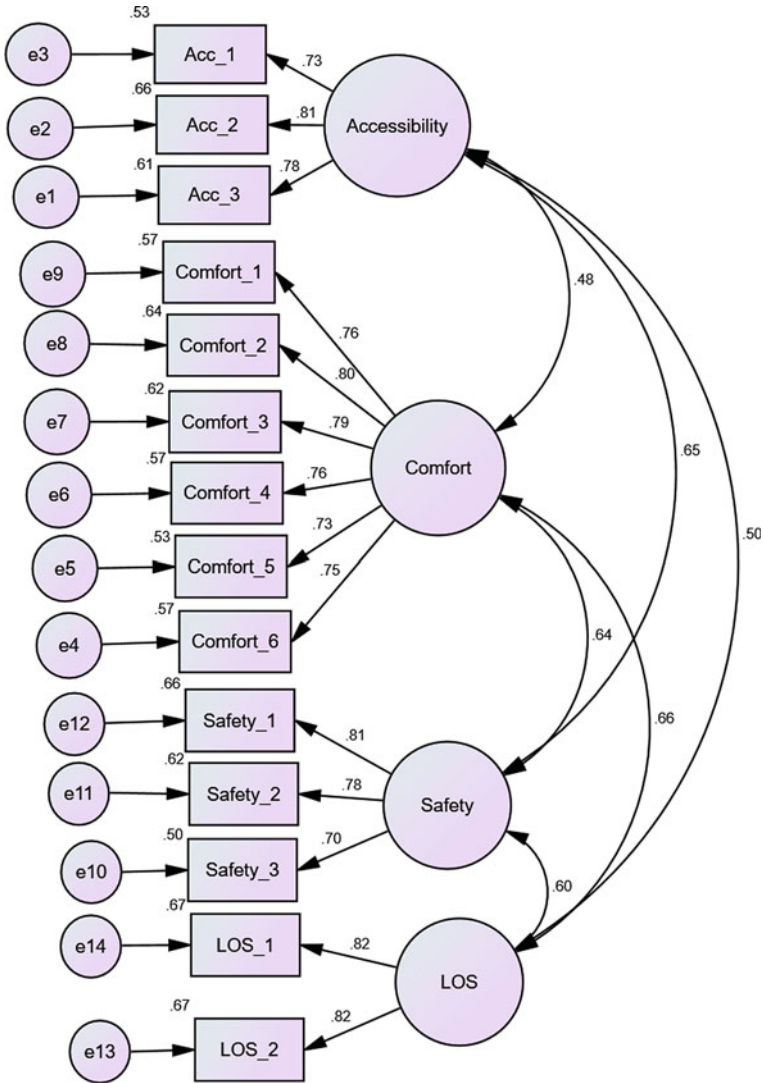 .53
e3
Acc_1
.73
.66
e2
Acc_2
.81
Accessibility
.61
e1
Acc_3
.78
.57
e9
Comfort_1
.76
.48
.64
e8
Comfort_2
.80
.62
e7
Comfort_3
.79
.65
Comfort
.57
e6
Comfort_4
.76
.53
e5
Comfort_5
.73
.50
.57
e4
Comfort_6
.75
.64
.66
e12
Safety_1
.81
.66
.62
e11
Safety_2
.78
Safety
.50
e10
Safety_3
.70
.60
.67
e14
LOS_1
.82
LOS
.67
e13
LOS_2
.82